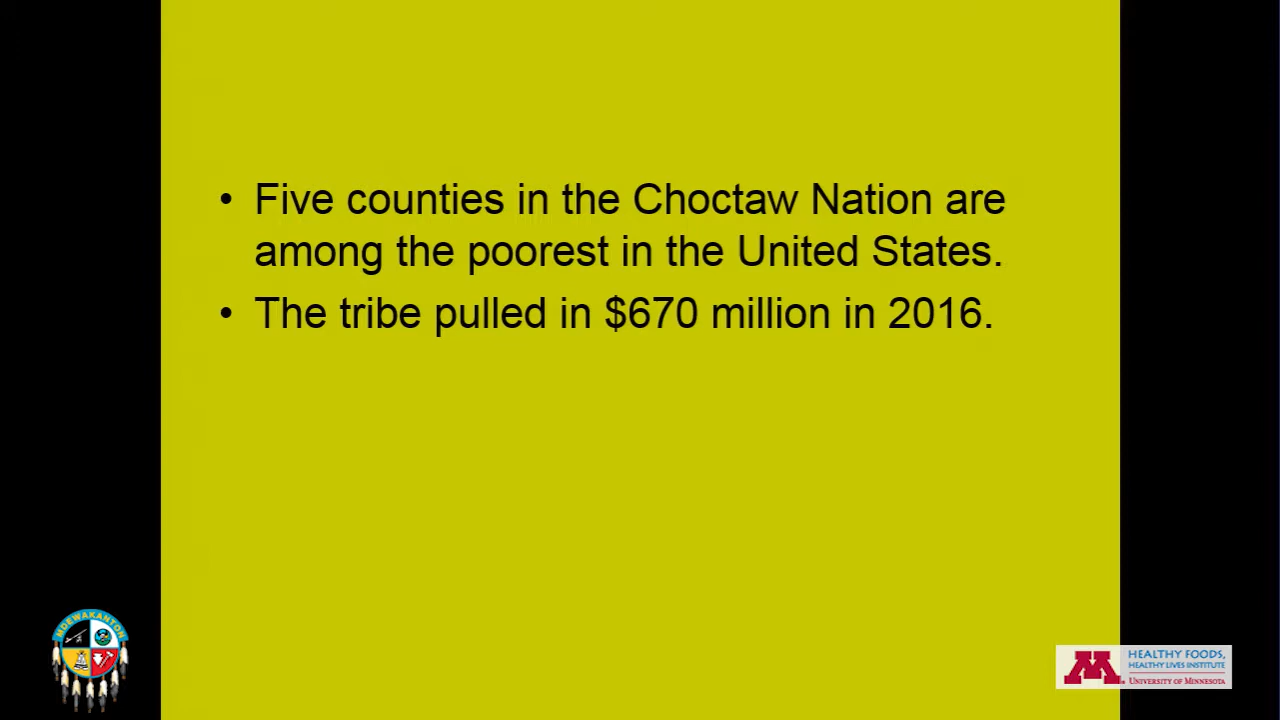 • Five counties in the Choctaw Nation are
among the poorest in the United States.
• The tribe pulled in $670 million in 2016.
MDEWAKANTON
M.
HEALTHY FOODS,
HEALTHY LIVES INSTITUTE
UNIVERSITY OF MINNESOTA